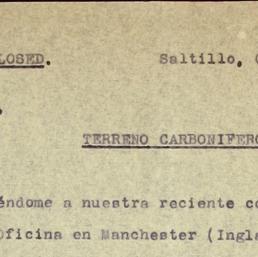 LOSED. Saltillo,
TERRENO CARBONIFERO
éndome a nuestra reciente co
Oficina en Manchester (Ingla